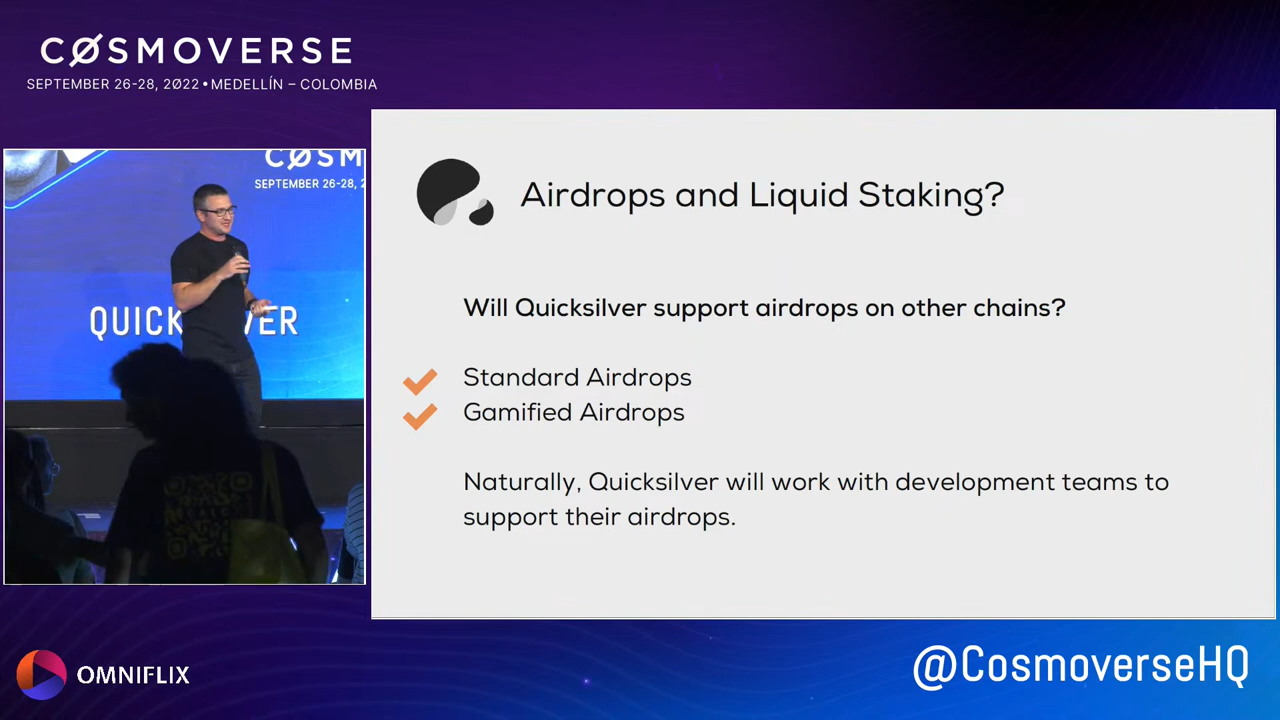 CØSMOVERSE
SEPTEMBER 26-28, 2022 • MEDELLÍN – COLOMBIA
CØSM
SEPTEMBER 26-28, 2
QUICK VER
Airdrops and Liquid Staking?
Will Quicksilver support airdrops on other chains?
Standard Airdrops
Gamified Airdrops
Naturally, Quicksilver will work with development teams to
support their airdrops.
OMNIFLIX
@CosmoverseHQ